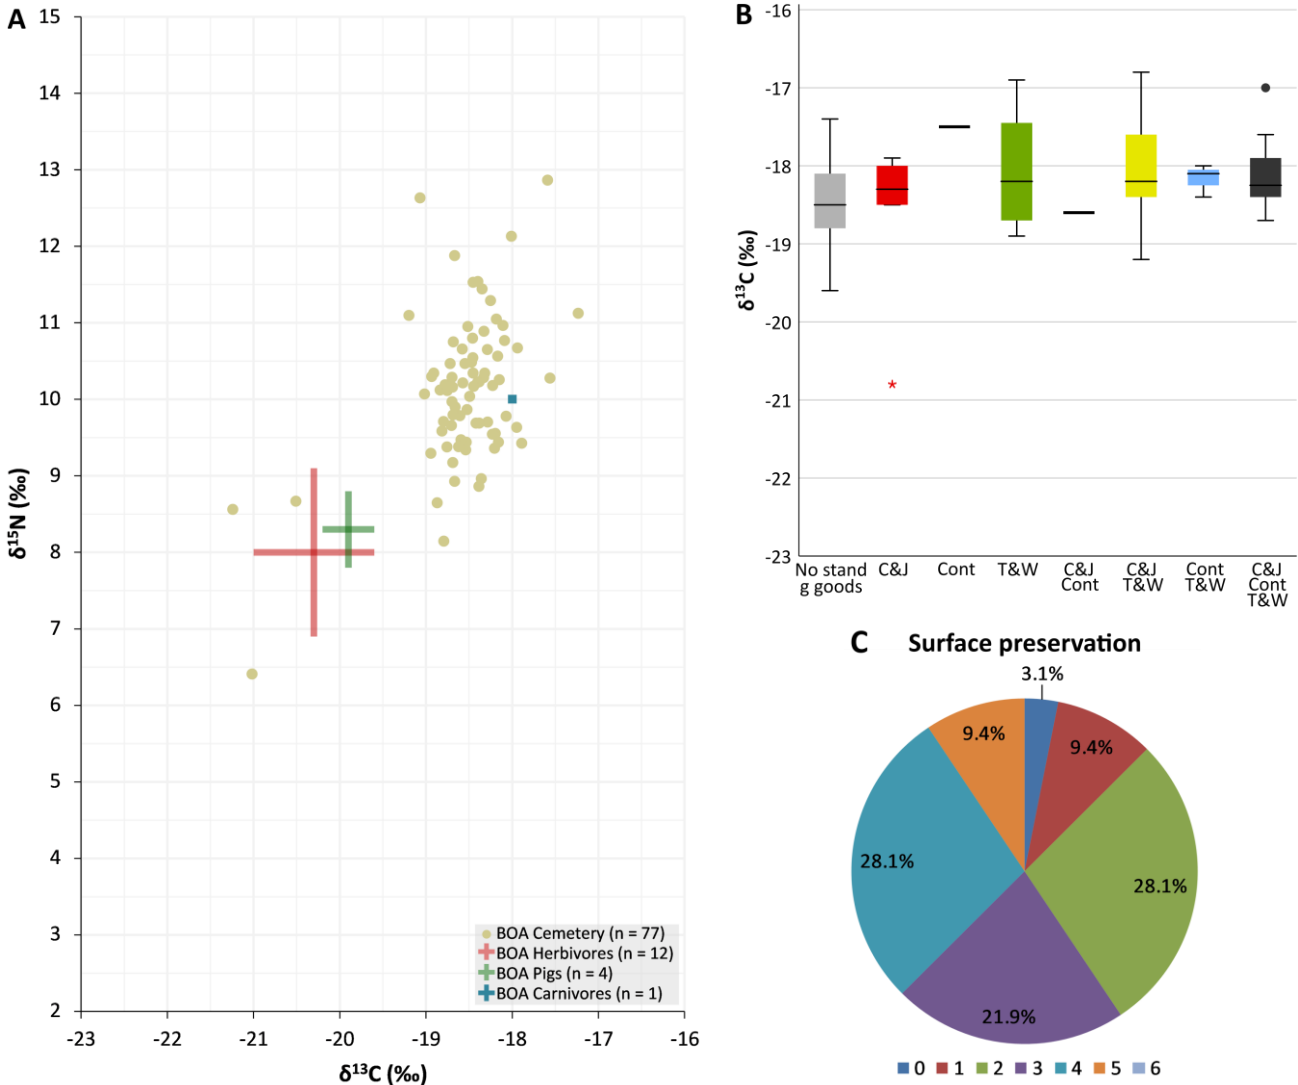 A
15
14
13
12
11
10
9
8
7
6
5
4
3
2
δ15N (‰)
-23
-22
-21
-20
-19
-18
-17
-16
δ13C (‰)
BOA Cemetery (n = 77)
BOA Herbivores (n = 12)
BOA Pigs (n = 4)
BOA Carnivores (n = 1)
B
-16
-17
-18
-19
-20
-21
-22
-23
δ13C (‰)
*
No stand
g goods
C&J
Cont
T&W
C&J
Cont
C&J
T&W
Cont
T&W
C&J
Cont
T&W
C
Surface preservation
3.1%
9.4%
9.4%
28.1%
28.1%
21.9%
0 1 2 3 4 5 6